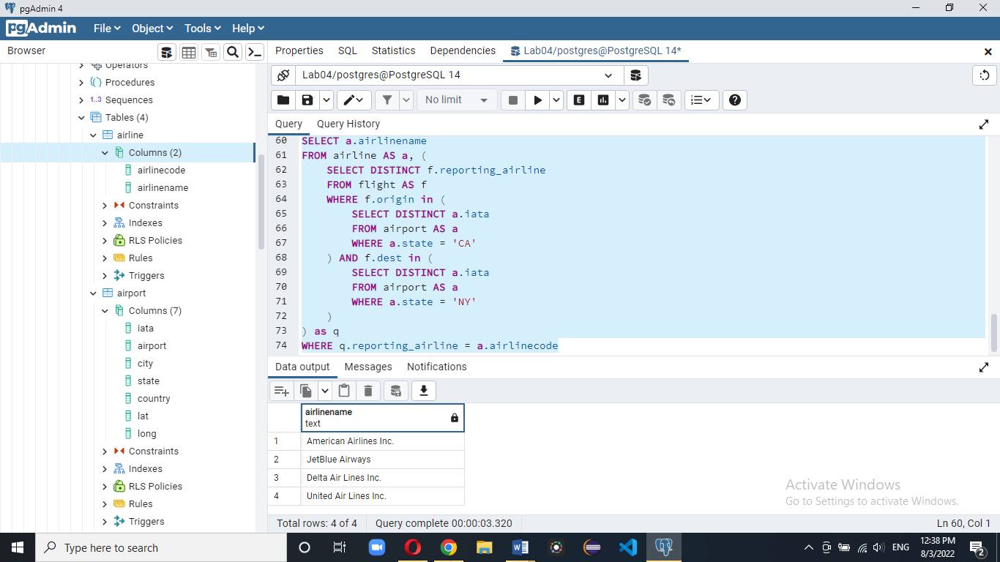 pgAdmin 4
pgAdmin File Object Tools Help
Browser
Properties SQL Statistics Dependencies Lab04/postgres@PostgreSQL 14*
Operators
Procedures
1..3 Sequences
Tables (4)
airline
Columns (2)
airlinecode
airlinename
Constraints
Indexes
RLS Policies
Rules
Triggers
airport
Columns (7)
iata
airport
city
state
country
lat
long
Constraints
Indexes
RLS Policies
Rules
Triggers
Lab04/postgres@PostgreSQL 14
No limit
E
Query Query History
60 SELECT a.airlinename
61 FROM airline AS a, (
62     SELECT DISTINCT f.reporting_airline
63     FROM flight AS f
64     WHERE f.origin in (
65         SELECT DISTINCT a.iata
66         FROM airport AS a
67         WHERE a.state = 'CA'
68     ) AND f.dest in (
69         SELECT DISTINCT a.iata
70         FROM airport AS a
71         WHERE a.state = 'NY'
72     )
73 ) as q
74 WHERE q.reporting_airline = a.airlinecode
Data output Messages Notifications
airlinename
text
1 American Airlines Inc.
2 JetBlue Airways
3 Delta Air Lines Inc.
4 United Air Lines Inc.
Activate Windows
Go to Settings to activate Windows.
Total rows: 4 of 4 Query complete 00:00:03.320 Ln 60, Col 1
Type here to search
ENG
12:38 PM
8/3/2022
2